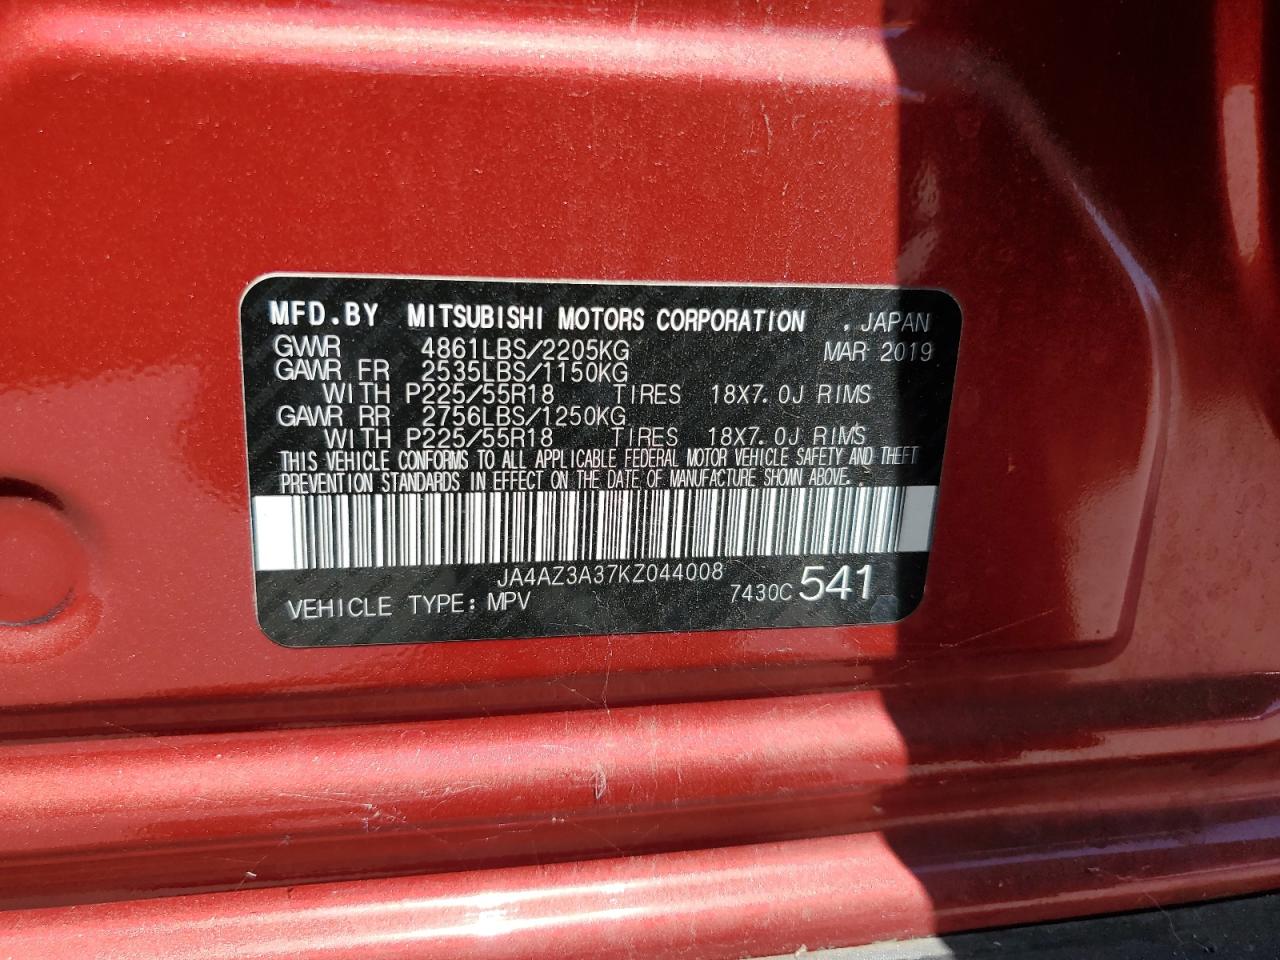 MFD.BY MITSUBISHI MOTORS CORPORATION . JAPAN
GVWR 4861LBS/2205KG MAR 2019
GAWR FR 2535LBS/1150KG
WITH P225/55R18 TIRES 18X7.0J RIMS
GAWR RR 2756LBS/1250KG
WITH P225/55R18 TIRES 18X7.0J RIMS
THIS VEHICLE CONFORMS TO ALL APPLICABLE FEDERAL MOTOR VEHICLE SAFETY AND THEFT
PREVENTION STANDARDS IN EFFECT ON THE DATE OF MANUFACTURE SHOWN ABOVE.
JA4AZ3A37KZ044008
VEHICLE TYPE: MPV 7430C 541